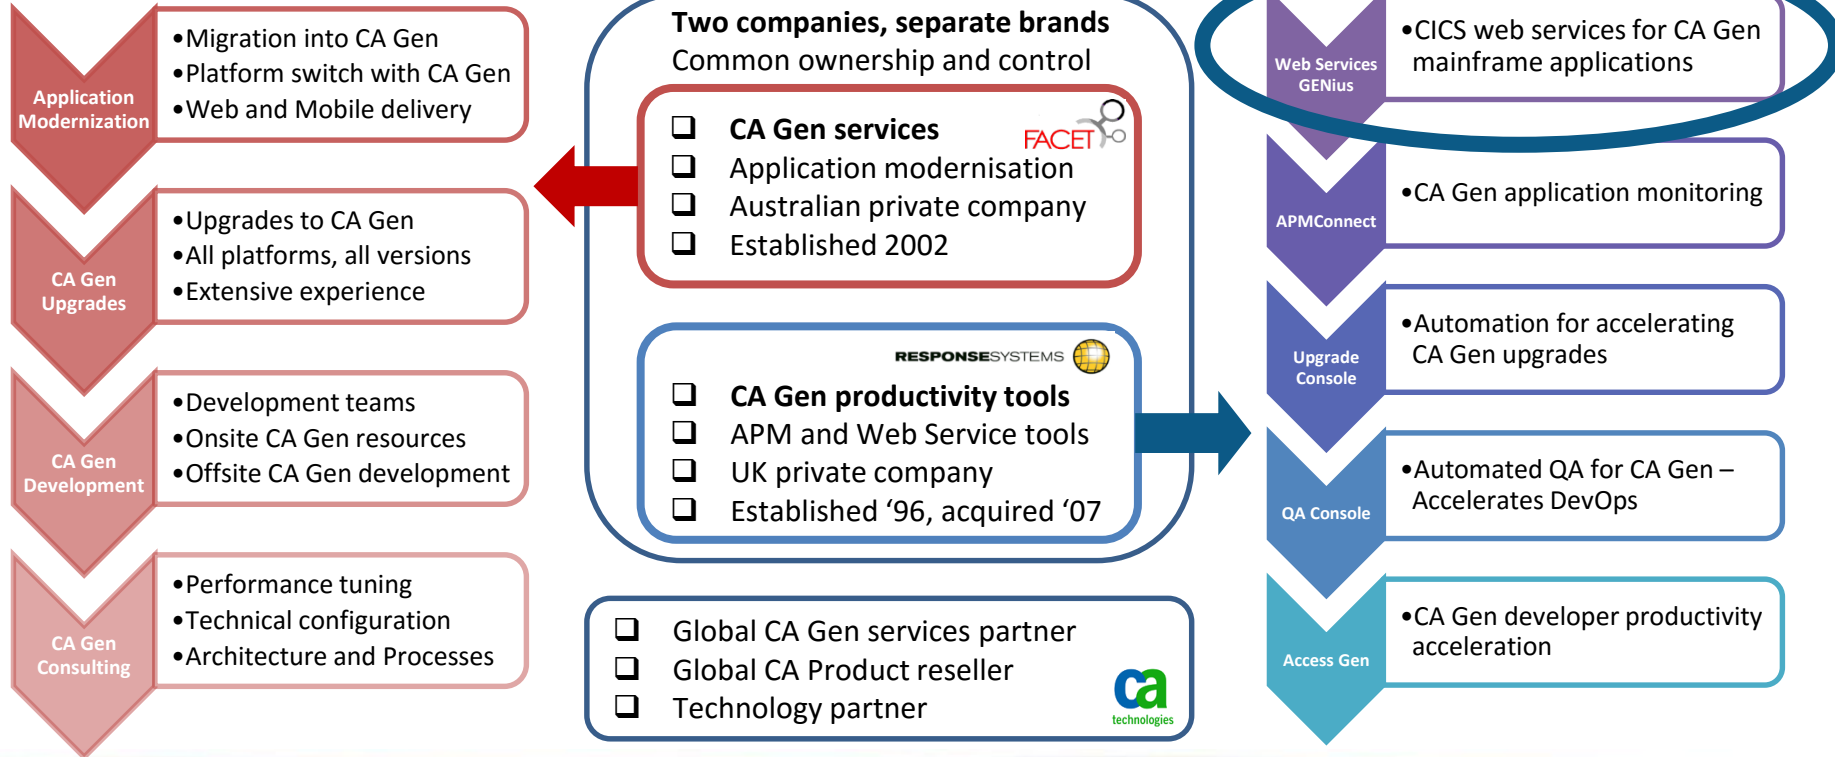 Application
Modernization
•Migration into CA Gen
•Platform switch with CA Gen
•Web and Mobile delivery
CA Gen
Upgrades
•Upgrades to CA Gen
•All platforms, all versions
•Extensive experience
CA Gen
Development
•Development teams
•Onsite CA Gen resources
•Offsite CA Gen development
CA Gen
Consulting
•Performance tuning
•Technical configuration
•Architecture and Processes
Two companies, separate brands
Common ownership and control
FACET
❑ CA Gen services
❑ Application modernisation
❑ Australian private company
❑ Established 2002
RESPONSESYSTEMS
❑ CA Gen productivity tools
❑ APM and Web Service tools
❑ UK private company
❑ Established ‘96, acquired ‘07
❑ Global CA Gen services partner
❑ Global CA Product reseller
❑ Technology partner
ca
technologies
Web Services
GENius
•CICS web services for CA Gen
mainframe applications
APMConnect
•CA Gen application monitoring
Upgrade
Console
•Automation for accelerating
CA Gen upgrades
QA Console
•Automated QA for CA Gen –
Accelerates DevOps
Access Gen
•CA Gen developer productivity
acceleration